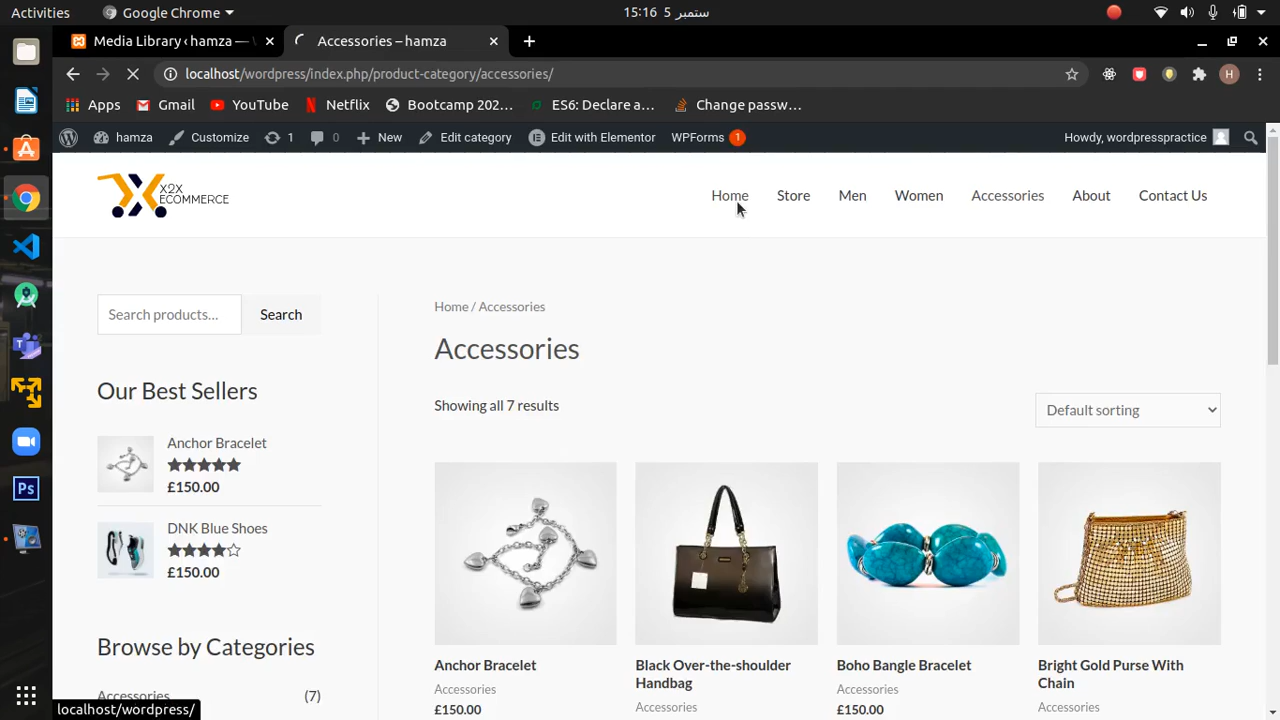 Activities
Google Chrome
15:16 5 ستمبر
Media Library ‹ hamza — W
Accessories – hamza
localhost/wordpress/index.php/product-category/accessories/
Apps
Gmail
YouTube
Netflix
Bootcamp 202...
ES6: Declare a...
Change passw...
hamza
Customize
1
0
New
Edit category
Edit with Elementor
WPForms 1
Howdy, wordpresspractice
X2X
ECOMMERCE
Home
Store
Men
Women
Accessories
About
Contact Us
Search products...
Search
Our Best Sellers
Anchor Bracelet
£150.00
DNK Blue Shoes
£150.00
Browse by Categories
Accessories (7)
Home / Accessories
Accessories
Showing all 7 results
Default sorting
Anchor Bracelet
Accessories
£150.00
Black Over-the-shoulder
Handbag
Accessories
Boho Bangle Bracelet
Accessories
£150.00
Bright Gold Purse With
Chain
Accessories
Ps
H
localhost/wordpress/